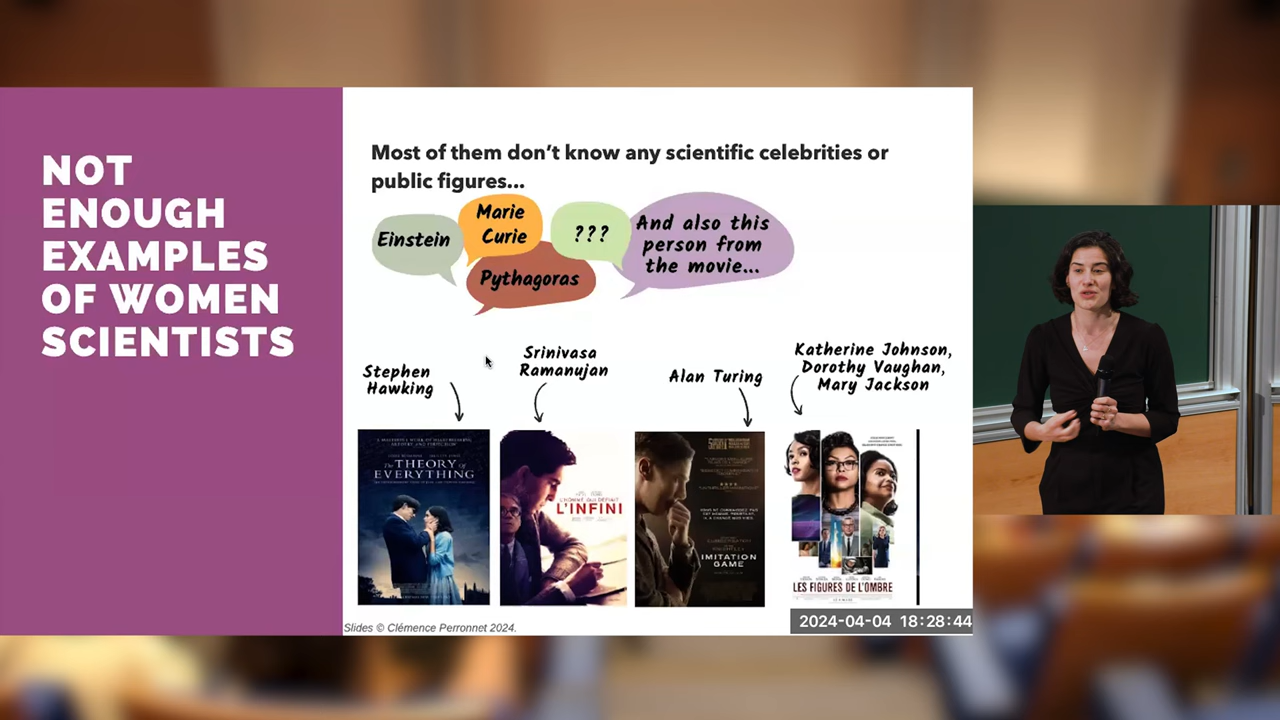 NOT
ENOUGH
EXAMPLES
OF WOMEN
SCIENTISTS
Most of them don't know any scientific celebrities or
public figures...
Einstein
Marie
Curie
Pythagoras
???
And also this
person from
the movie...
Stephen
Hawking
Srinivasa
Ramanujan
Alan Turing
Katherine Johnson,
Dorothy Vaughan,
Mary Jackson
The THEORY of
EVERYTHING
L'HOMME QUI DÉFIAIT
L'INFINI
IMITATION
GAME
LES FIGURES DE L'OMBRE
Slides © Clémence Perronnet 2024.
2024-04-04 18:28:44